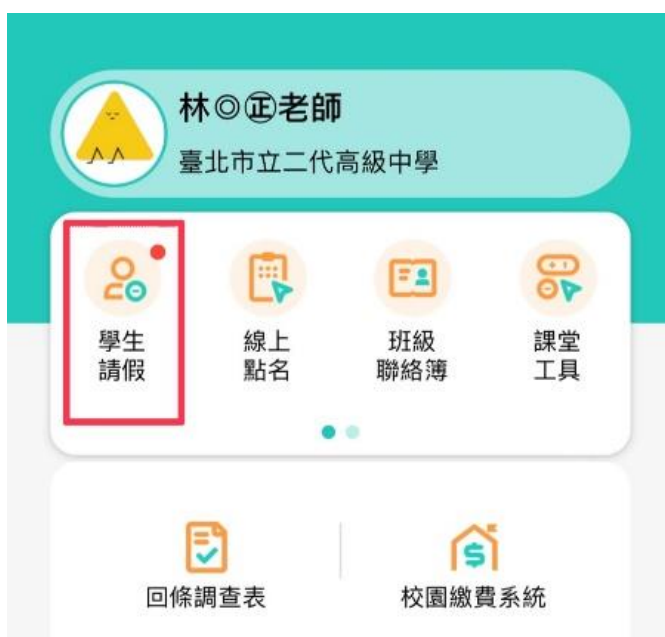 林◎㊣老師
臺北市立二代高級中學
學生
請假
線上
點名
班級
聯絡簿
課堂
工具
回條調查表
校園繳費系統